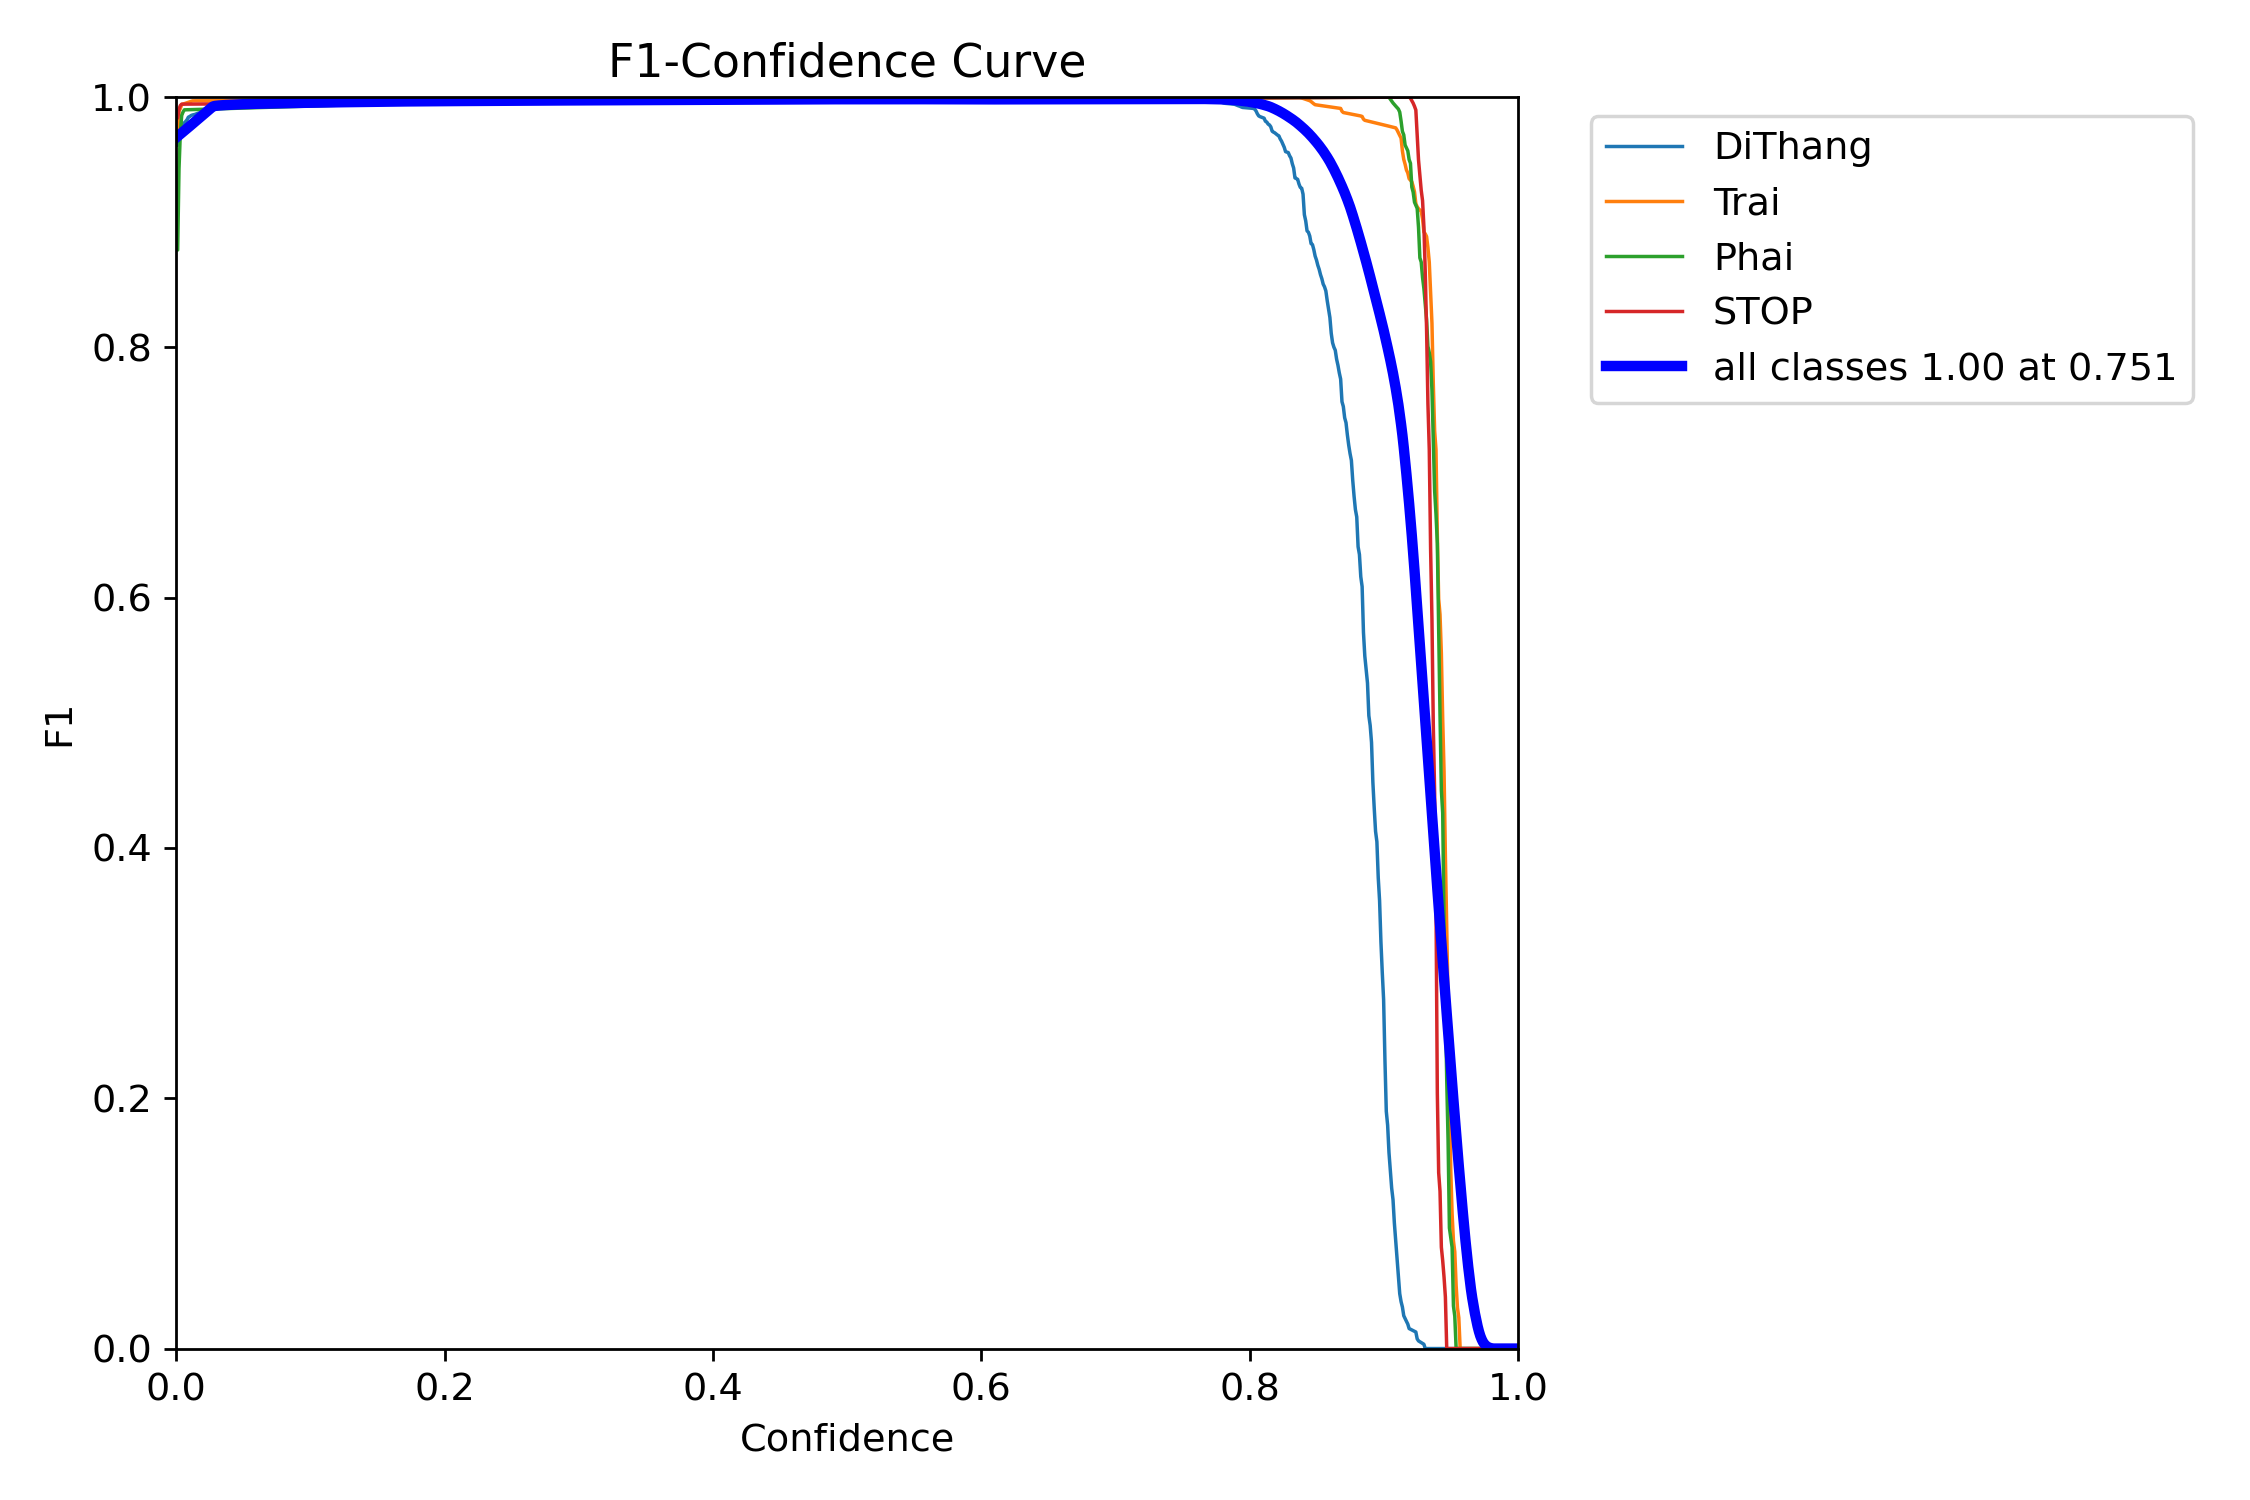 F1-Confidence Curve
1.0
0.8
0.6
0.4
0.2
0.0
F1
0.0 0.2 0.4 0.6 0.8 1.0
Confidence
DiThang
Trai
Phai
STOP
all classes 1.00 at 0.751